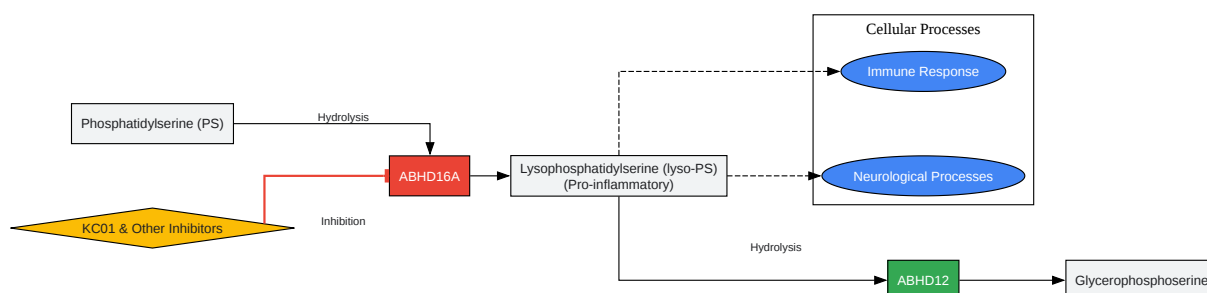 Cellular Processes
Immune Response
Phosphatidylserine (PS)
Hydrolysis
ABHD16A
Lysophosphatidylserine (lyso-PS)
(Pro-inflammatory)
Neurological Processes
KC01 & Other Inhibitors
Inhibition
Hydrolysis
ABHD12
Glycerophosphoserine